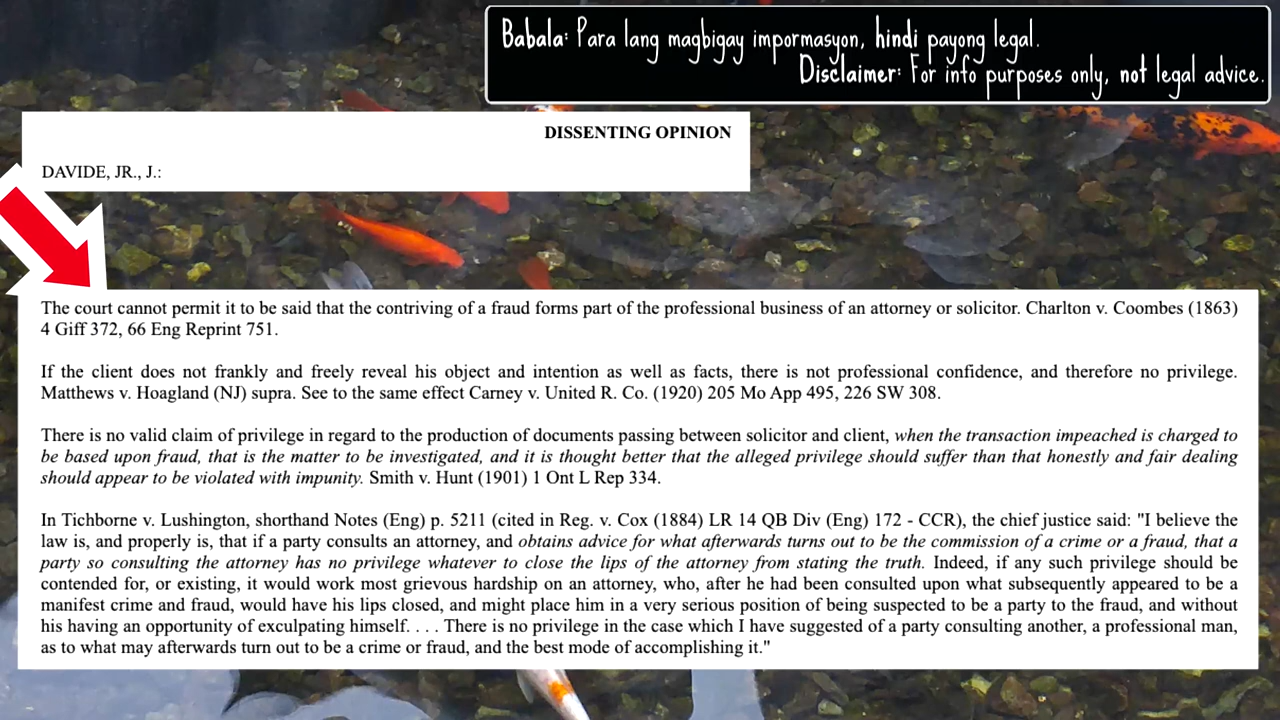 Babala: Para lang magbigay impormasyon, hindi payong legal.
Disclaimer: For info purposes only, not legal advice.
DISSENTING OPINION
DAVIDE, JR., J.:
The court cannot permit it to be said that the contriving of a fraud forms part of the professional business of an attorney or solicitor. Charlton v. Coombes (1863)
4 Giff 372, 66 Eng Reprint 751.
If the client does not frankly and freely reveal his object and intention as well as facts, there is not professional confidence, and therefore no privilege.
Matthews v. Hoagland (NJ) supra. See to the same effect Carney v. United R. Co. (1920) 205 Mo App 495, 226 SW 308.
There is no valid claim of privilege in regard to the production of documents passing between solicitor and client, when the transaction impeached is charged to
be based upon fraud, that is the matter to be investigated, and it is thought better that the alleged privilege should suffer than that honestly and fair dealing
should appear to be violated with impunity. Smith v. Hunt (1901) 1 Ont L Rep 334.
In Tichborne v. Lushington, shorthand Notes (Eng) p. 5211 (cited in Reg. v. Cox (1884) LR 14 QB Div (Eng) 172 - CCR), the chief justice said: "I believe the
law is, and properly is, that if a party consults an attorney, and obtains advice for what afterwards turns out to be the commission of a crime or a fraud, that a
party so consulting the attorney has no privilege whatever to close the lips of the attorney from stating the truth. Indeed, if any such privilege should be
contended for, or existing, it would work most grievous hardship on an attorney, who, after he had been consulted upon what subsequently appeared to be a
manifest crime and fraud, would have his lips closed, and might place him in a very serious position of being suspected to be a party to the fraud, and without
his having an opportunity of exculpating himself. . . . There is no privilege in the case which I have suggested of a party consulting another, a professional man,
as to what may afterwards turn out to be a crime or fraud, and the best mode of accomplishing it."